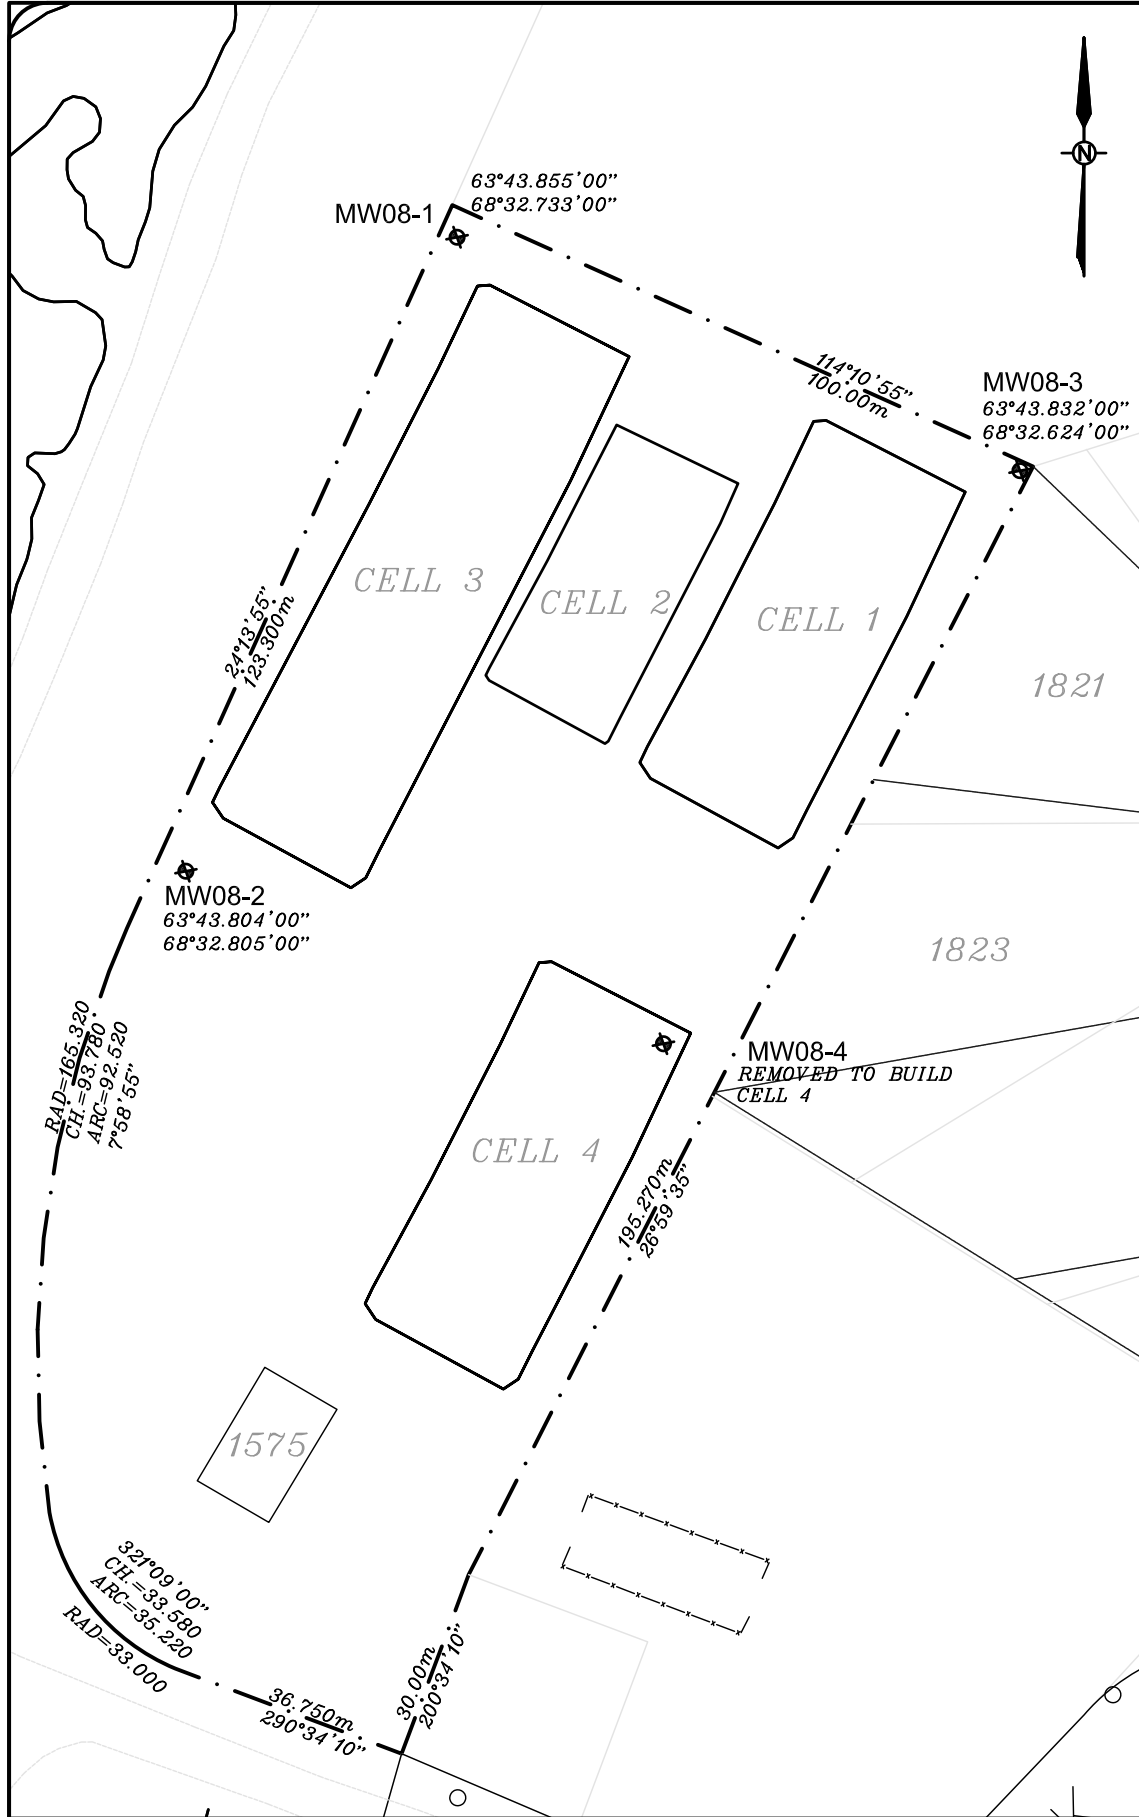 N
63°43.855'00"
68°32.733'00"
MW08-1
114°10'55"
100.00m
MW08-3
63°43.832'00"
68°32.624'00"
CELL 3
CELL 2
CELL 1
24°13'55"
123.300m
1821
MW08-2
63°43.804'00"
68°32.805'00"
1823
RAD=165.320
CH.=93.780
ARC=92.520
7°58'55"
MW08-4
REMOVED TO BUILD
CELL 4
CELL 4
195.270m
26°59'35"
1575
321°09'00"
CH.=33.580
ARC=35.220
RAD=33.000
30.00m
200°34'10"
36.750m
290°34'10"